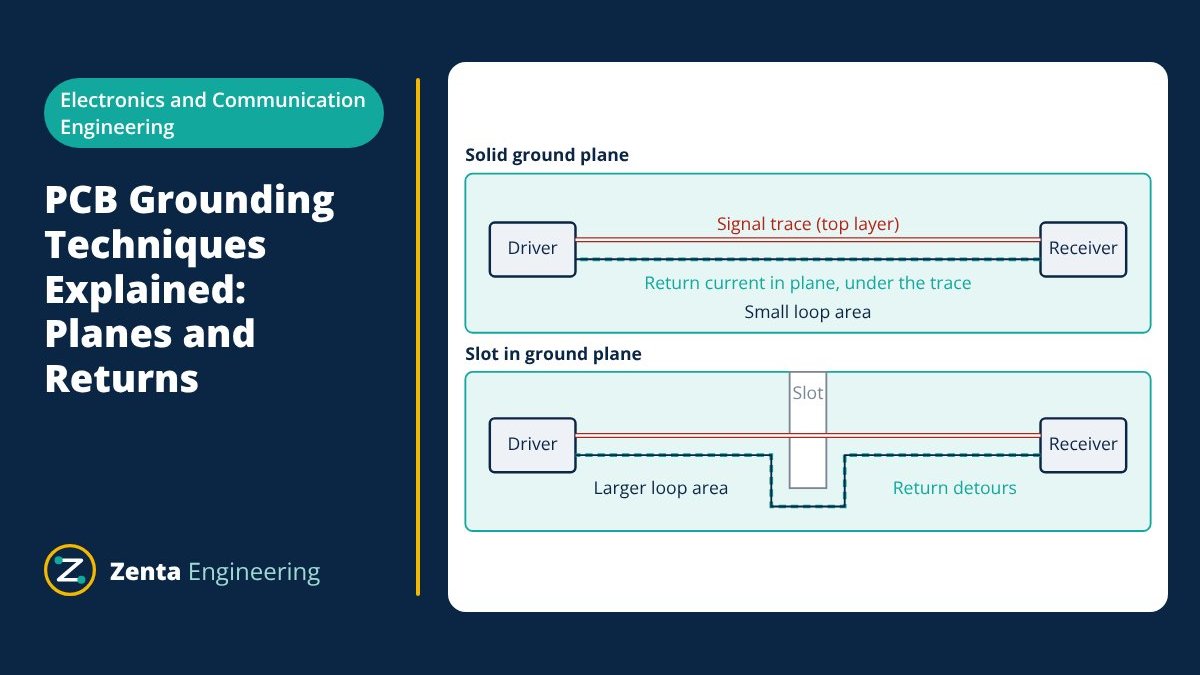 Electronics and Communication
Engineering
PCB Grounding
Techniques
Explained:
Planes and
Returns
Zenta Engineering
Solid ground plane
Signal trace (top layer)
Driver
Receiver
Return current in plane, under the trace
Small loop area
Slot in ground plane
Slot
Driver
Receiver
Larger loop area
Return detours